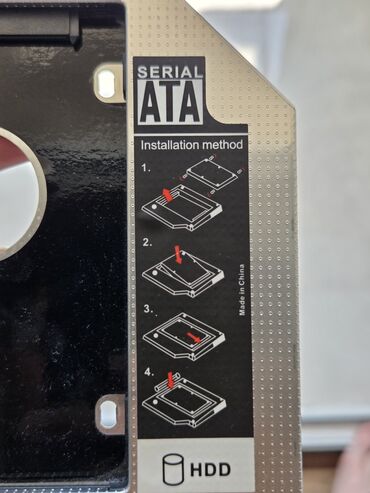 SERIAL
ATA
Installation method
1.
2.
3.
4.
Made in China
HDD